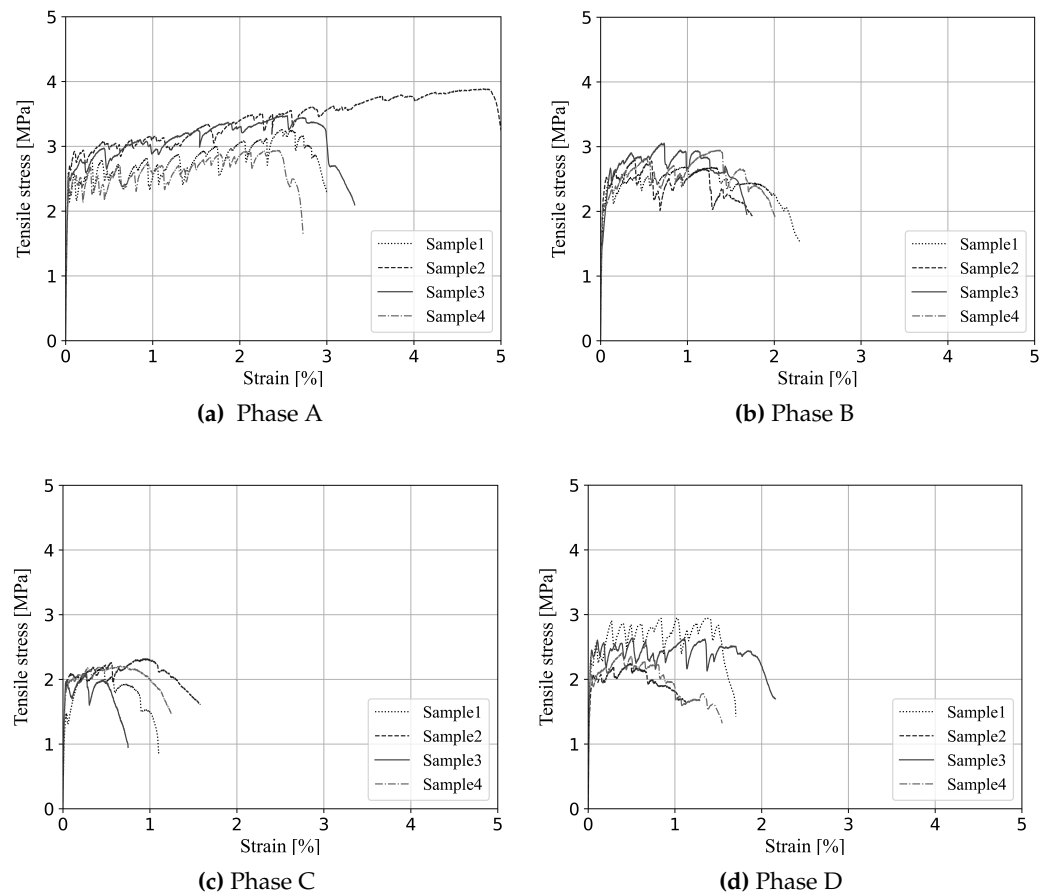 5
4
3
2
1
0
Tensile stress [MPa]
0 1 2 3 4 5
Strain [%]
Sample1
Sample2
Sample3
Sample4
(a) Phase A
5
4
3
2
1
0
Tensile stress [MPa]
0 1 2 3 4 5
Strain [%]
Sample1
Sample2
Sample3
Sample4
(b) Phase B
5
4
3
2
1
0
Tensile stress [MPa]
0 1 2 3 4 5
Strain [%]
Sample1
Sample2
Sample3
Sample4
(c) Phase C
5
4
3
2
1
0
Tensile stress [MPa]
0 1 2 3 4 5
Strain [%]
Sample1
Sample2
Sample3
Sample4
(d) Phase D